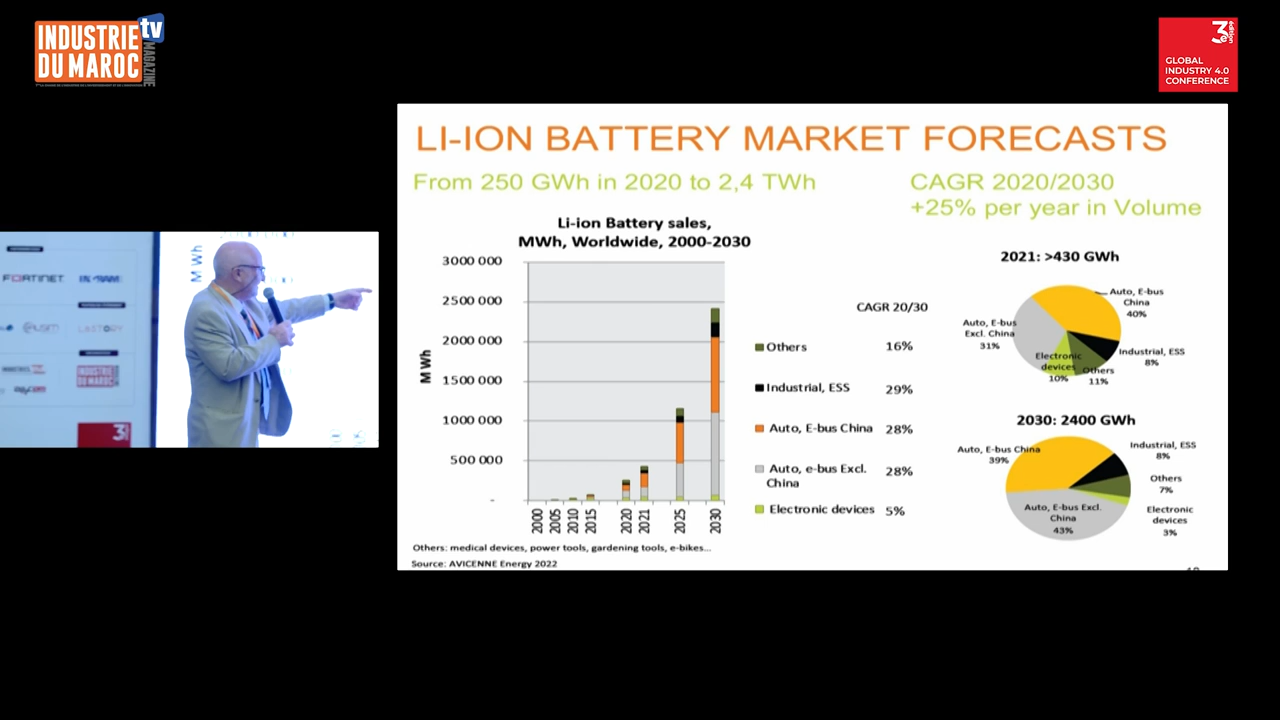 INDUSTRIE
DU MAROC
tv
MAGAZINE
3e
édition
GLOBAL
INDUSTRY 4.0
CONFERENCE
FORTINET
M Wh
LI-ION BATTERY MARKET FORECASTS
From 250 GWh in 2020 to 2,4 TWh
CAGR 2020/2030
+25% per year in Volume
Li-ion Battery sales,
MWh, Worldwide, 2000-2030
M Wh
3000 000
2500 000
2000 000
1500 000
1000 000
500 000
-
2000
2005
2010
2015
2020
2021
2025
2030
CAGR 20/30
Others 16%
Industrial, ESS 29%
Auto, E-bus China 28%
Auto, e-bus Excl.
China 28%
Electronic devices 5%
2021: >430 GWh
Auto, E-bus
China
40%
Auto, E-bus
Excl. China
31%
Industrial, ESS
8%
Electronic
devices
10%
Others
11%
2030: 2400 GWh
Auto, E-bus China
39%
Industrial, ESS
8%
Others
7%
Auto, E-bus Excl.
China
43%
Electronic
devices
3%
Others: medical devices, power tools, gardening tools, e-bikes...
Source: AVICENNE Energy 2022